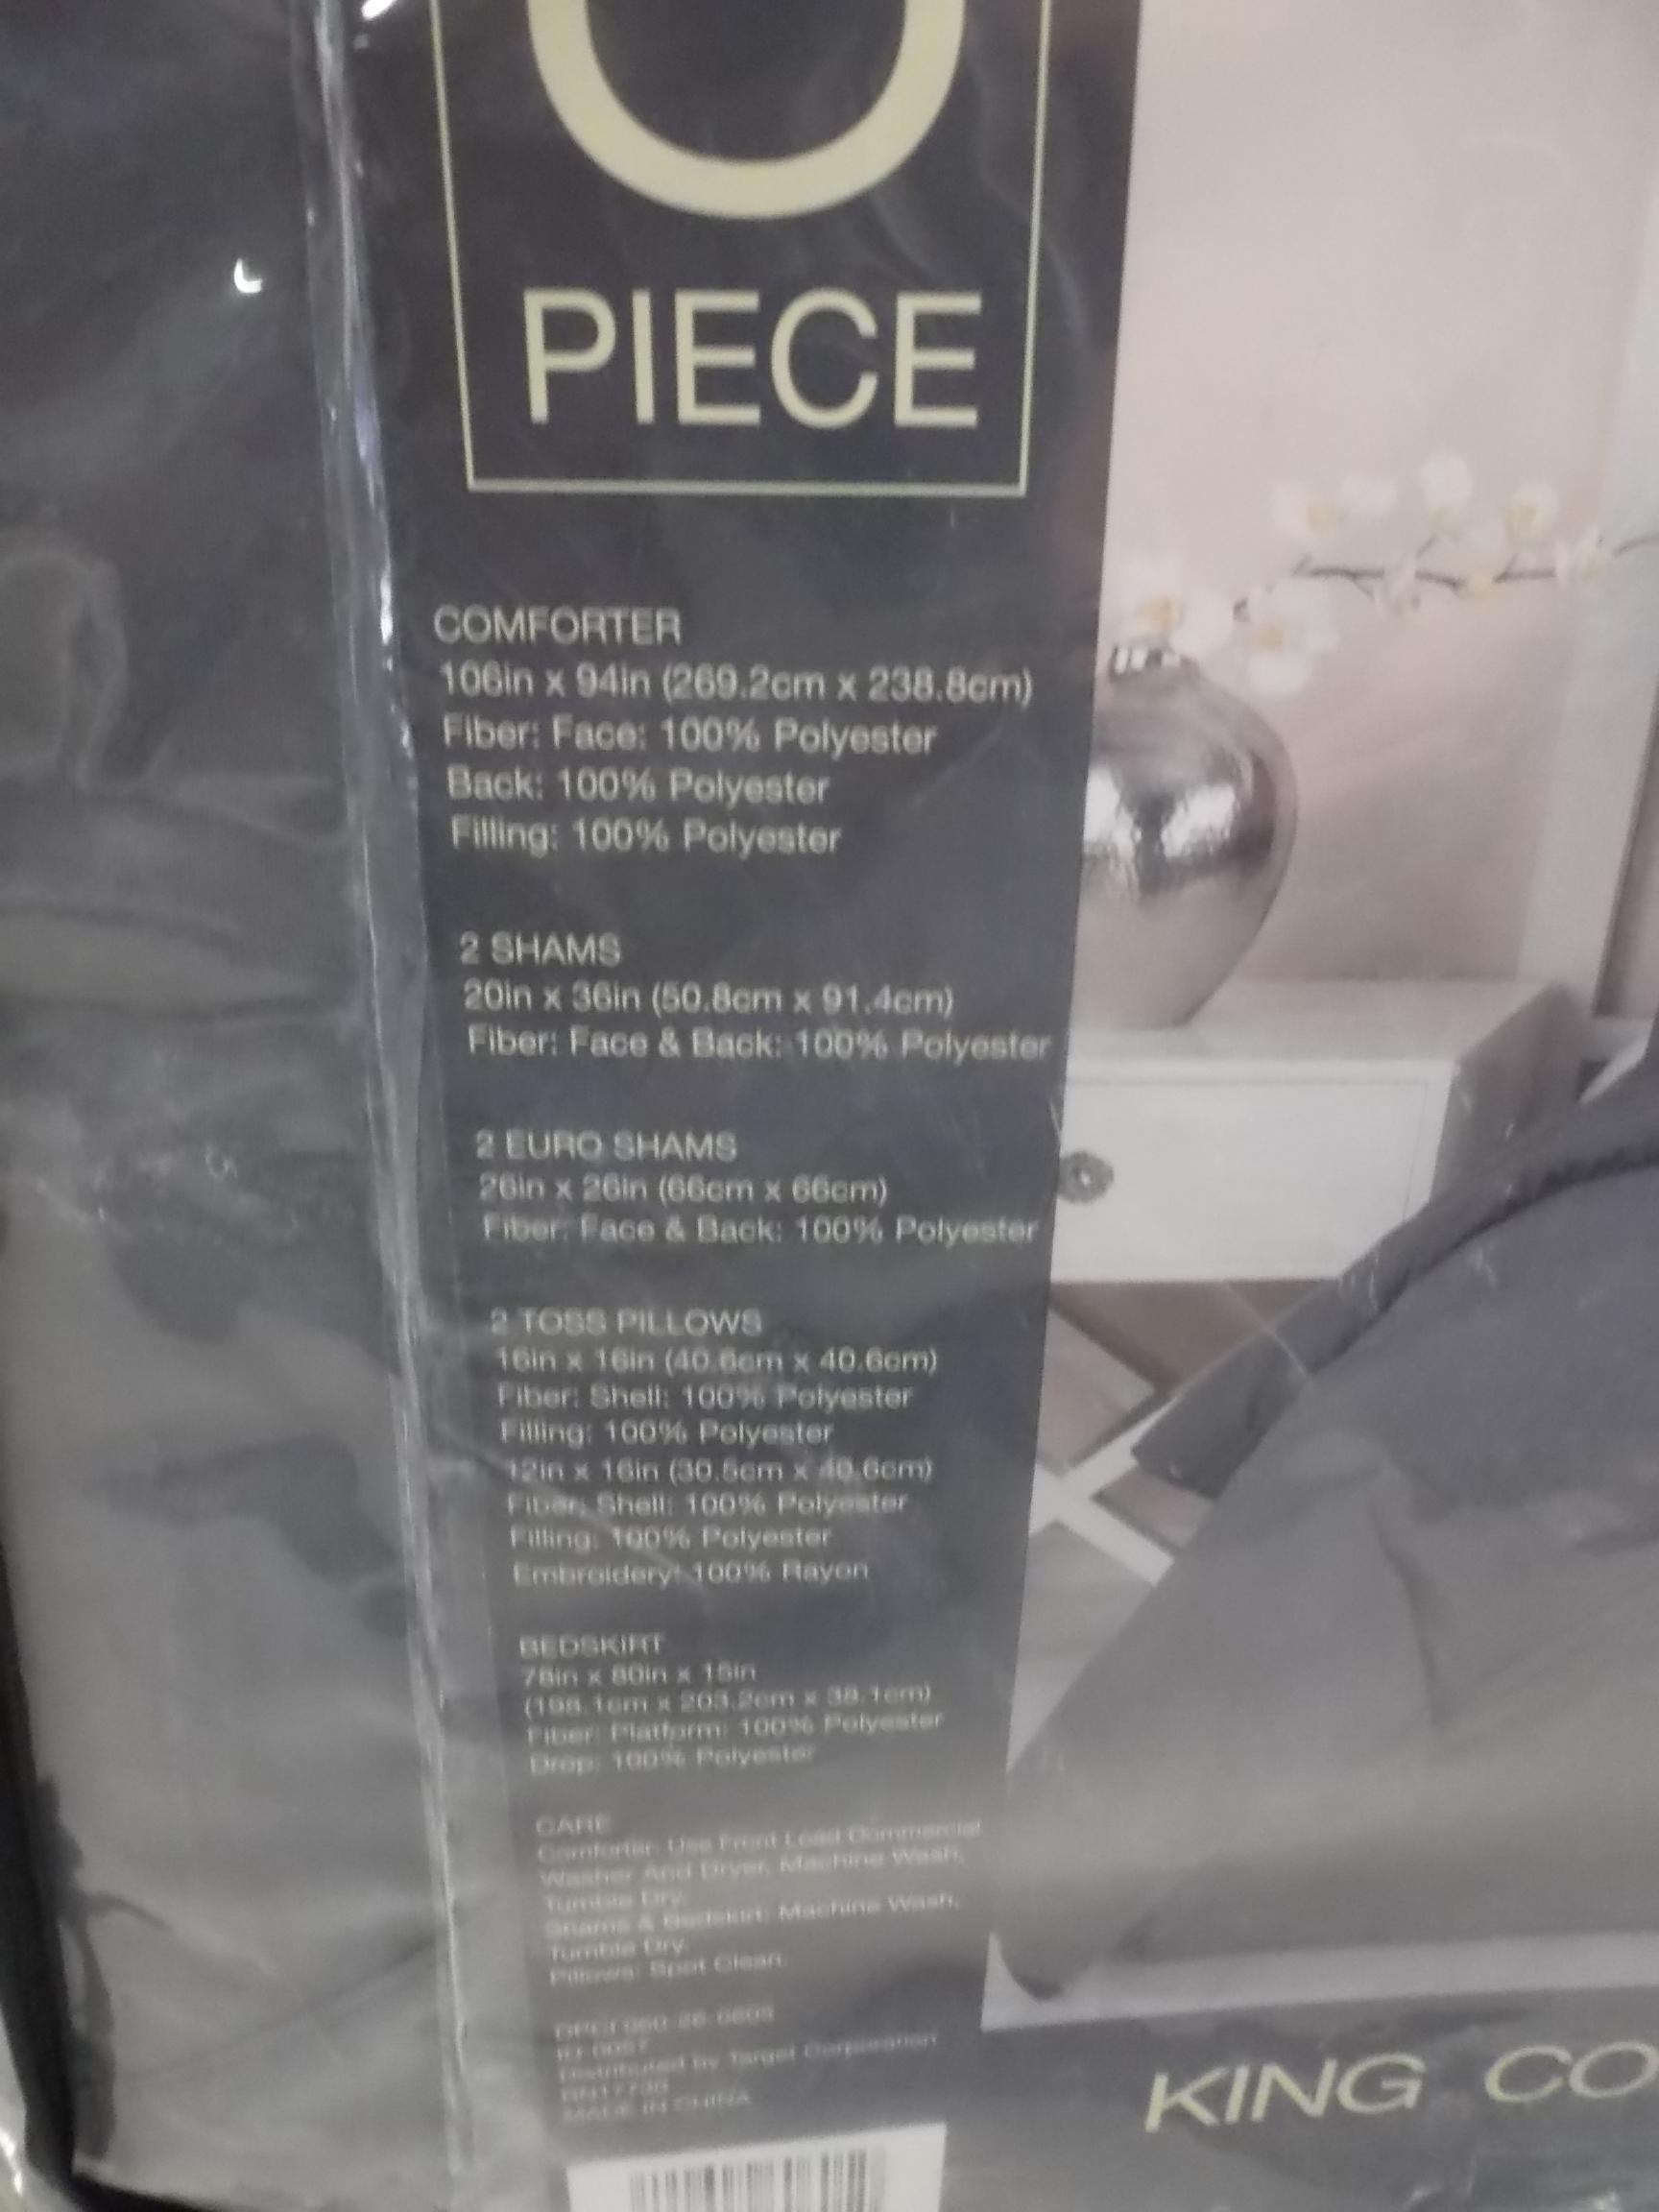 PIECE
COMFORTER
106in x 94in (269.2cm x 238.8cm)
Fiber: Face: 100% Polyester
Back: 100% Polyester
Filling: 100% Polyester
2 SHAMS
20in x 36in (50.8cm x 91.4cm)
Fiber: Face & Back: 100% Polyester
2 EURO SHAMS
26in x 26in (66cm x 66cm)
Fiber: Face & Back: 100% Polyester
2 TOSS PILLOWS
16in x 16in (40.6cm x 40.6cm)
Fiber: Shell: 100% Polyester
Filling: 100% Polyester
12in x 16in (30.5cm x 40.6cm)
Fiber: Shell: 100% Polyester
Filling: 100% Polyester
Embroidery: 100% Rayon
BEDSKIRT
78in x 80in x 15in
(198.1cm x 203.2cm x 38.1cm)
Fiber: Platform: 100% Polyester
Drop: 100% Polyester
CARE
Comforter: Use Front Load Commercial
Washer And Dryer, Machine Wash,
Tumble Dry.
Shams & Bedskirt: Machine Wash,
Tumble Dry.
Pillows: Spot Clean.
Distributed by Target Corporation
MADE IN CHINA
KING CO